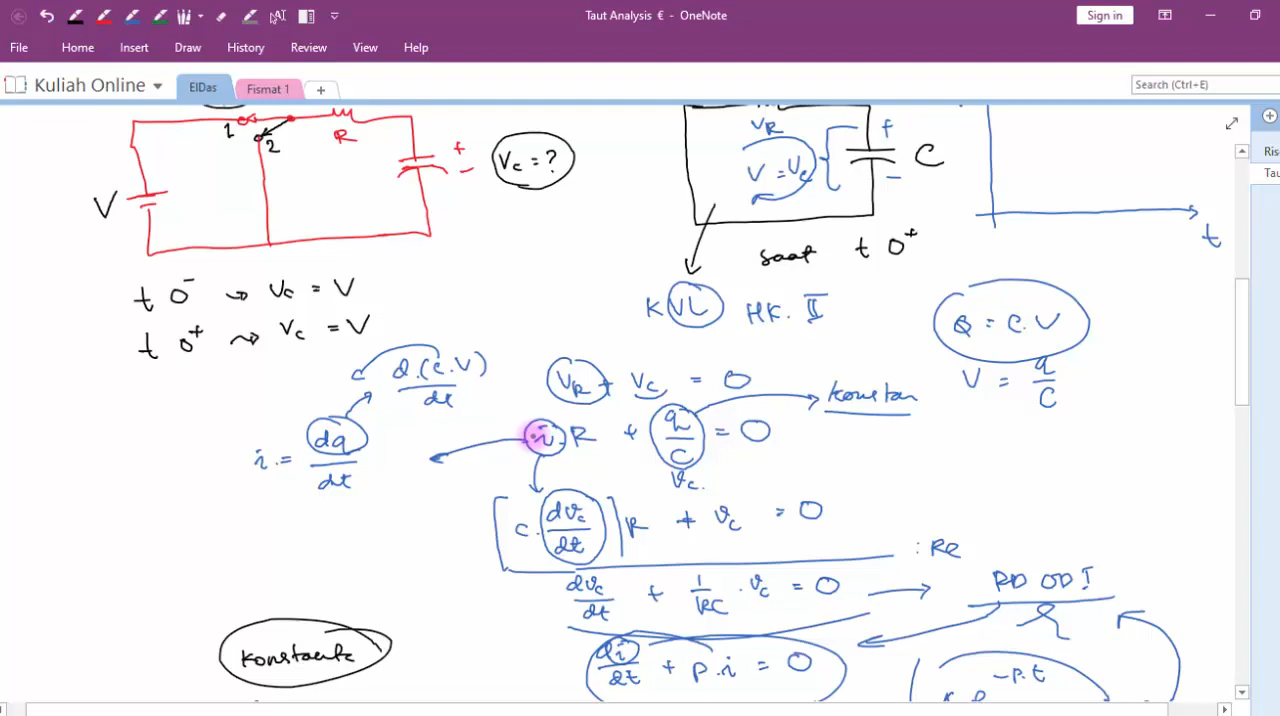 Taut Analysis € - OneNote
Sign in
File Home Insert Draw History Review View Help
Kuliah Online
ElDas
Fismat 1
+
Search (Ctrl+E)
Ris
Ta
1
2
R
+
-
V
Vc = ?
VR
V = Vc
+
-
C
t
saat t 0⁺
t 0⁻ → Vc = V
t 0⁺ → Vc = V
KVL HK. II
Q = C.V
V = q/C
d.(C.V)/dt
VR + Vc = 0
konstan
i = dq/dt
i R + q/C = 0
Vc.
[C. dVc/dt] R + Vc = 0
: RC
dVc/dt + 1/RC . Vc = 0
PD OD I
konstanta
di/dt + p.i = 0
-p.t